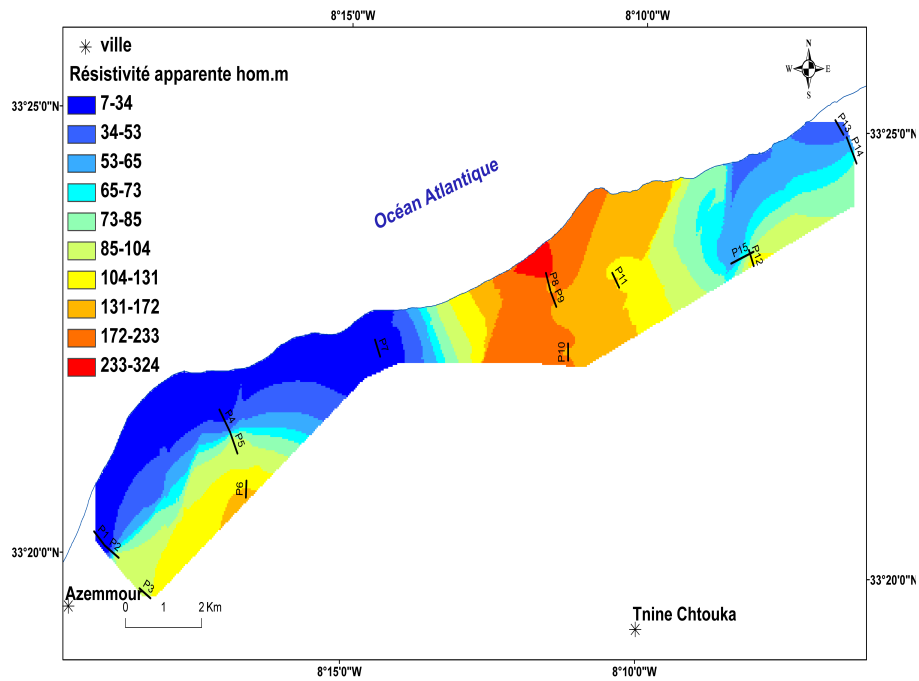 8°15'0"W 8°10'0"W
ville
Résistivité apparente hom.m
7-34
34-53
53-65
65-73
73-85
85-104
104-131
131-172
172-233
233-324
33°25'0"N
33°25'0"N
N
W E
S
Océan Atlantique
P13
P14
P15
P12
P11
P8
P9
P10
P7
P4
P5
P6
P1
P2
P3
33°20'0"N
33°20'0"N
Azemmour
0 1 2 Km
Tnine Chtouka
8°15'0"W 8°10'0"W